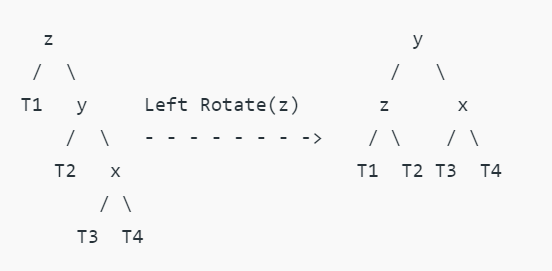 z y
/ \ / \
T1 y Left Rotate(z) z x
/ \ - - - - - - - -> / \ / \
T2 x T1 T2 T3 T4
/ \
T3 T4